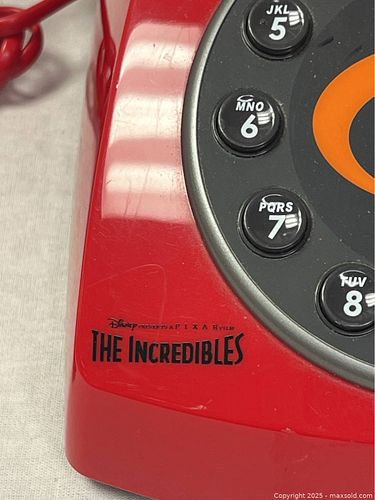 JKL
5
MNO
6
PQRS
7
TUV
8
Disney PRESENTS A PIXAR FILM
THE INCREDIBLES
Copyright © 2025 - maxsold.com